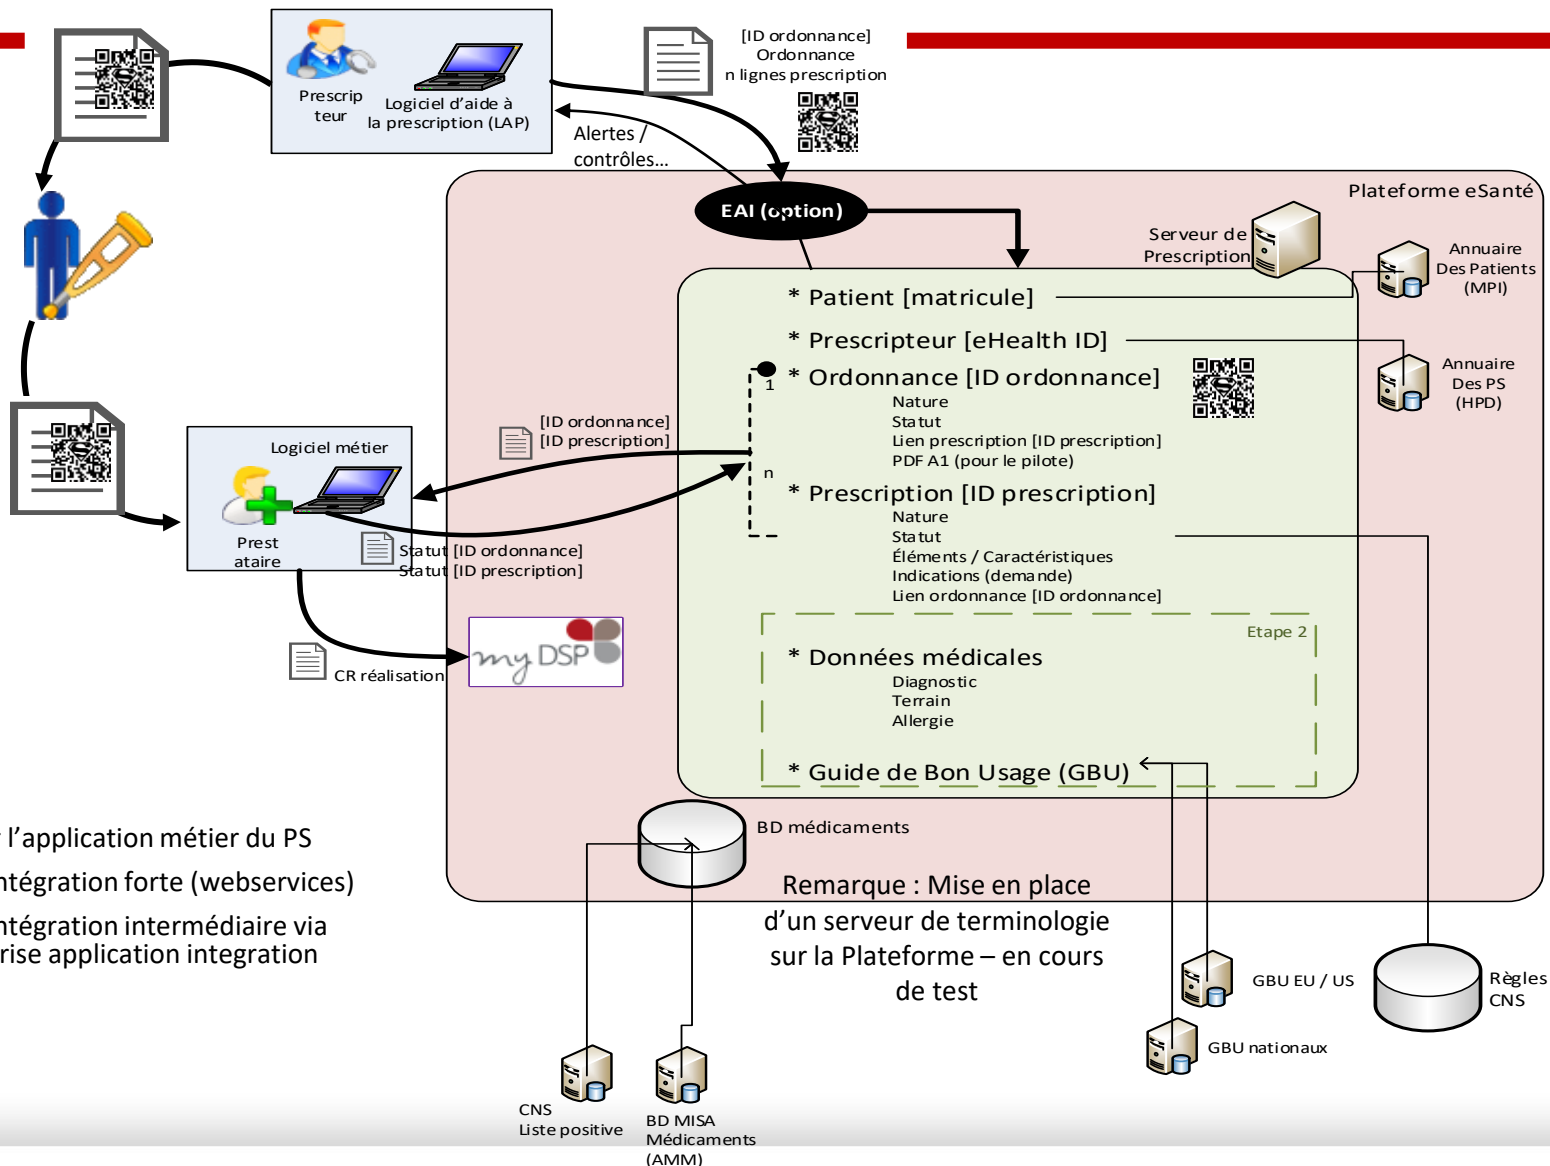 [ID ordonnance]
Ordonnance
n lignes prescription
Prescrip
teur
Logiciel d'aide à
la prescription (LAP)
Alertes /
contrôles...
Plateforme eSanté
EAI (option)
Serveur de
Prescription
Annuaire
Des Patients
(MPI)
* Patient [matricule]
* Prescripteur [eHealth ID]
Annuaire
Des PS
(HPD)
1
* Ordonnance [ID ordonnance]
Nature
Statut
Lien prescription [ID prescription]
PDF A1 (pour le pilote)
[ID ordonnance]
[ID prescription]
Logiciel métier
n
* Prescription [ID prescription]
Nature
Statut
Éléments / Caractéristiques
Indications (demande)
Lien ordonnance [ID ordonnance]
Prest
ataire
Statut [ID ordonnance]
Statut [ID prescription]
Etape 2
my DSP
CR réalisation
* Données médicales
Diagnostic
Terrain
Allergie
* Guide de Bon Usage (GBU)
BD médicaments
l'application métier du PS
ntégration forte (webservices)
ntégration intermédiaire via
rise application integration
Remarque : Mise en place
d'un serveur de terminologie
sur la Plateforme – en cours
de test
GBU EU / US
Règles
CNS
GBU nationaux
CNS
Liste positive
BD MISA
Médicaments
(AMM)